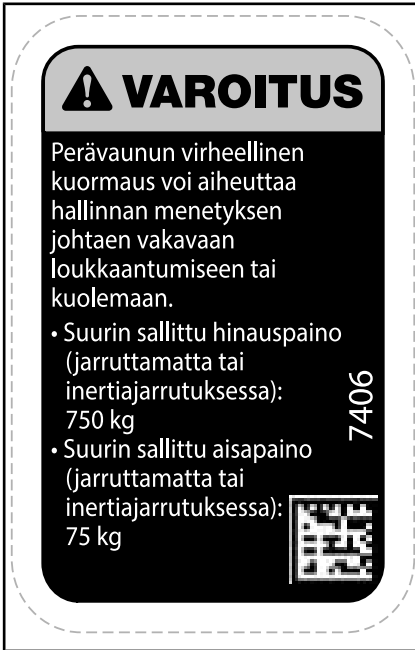 VAROITUS
Perävaunun virheellinen
kuormaus voi aiheuttaa
hallinnan menetyksen
johtaen vakavaan
loukkaantumiseen tai
kuolemaan.
• Suurin sallittu hinauspaino
(jarruttamatta tai
inertiajarrutuksessa):
750 kg
• Suurin sallittu aisapaino
(jarruttamatta tai
inertiajarrutuksessa):
75 kg
7406